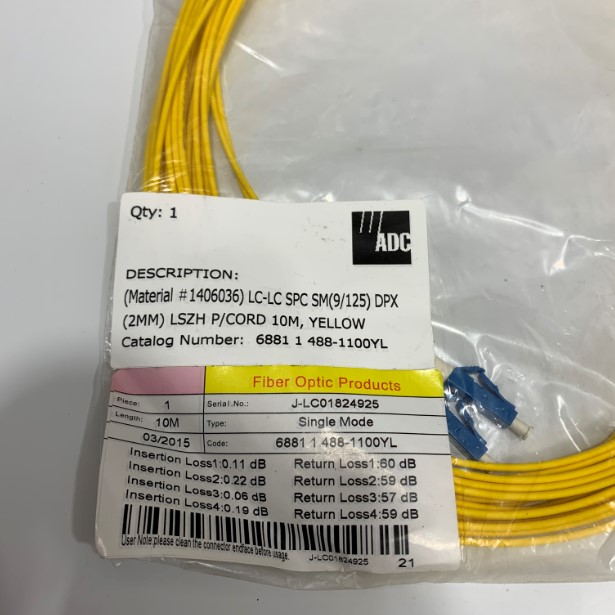 Qty: 1
ADC
DESCRIPTION:
(Material #1406036) LC-LC SPC SM(9/125) DPX
(2MM) LSZH P/CORD 10M, YELLOW
Catalog Number: 6881 1 488-1100YL
Fiber Optic Products
Piece: 1 Serial.No.: J-LC01824925
Length: 10M Type: Single Mode
03/2015 Code: 6881 1 488-1100YL
Insertion Loss1:0.11 dB Return Loss1:60 dB
Insertion Loss2:0.22 dB Return Loss2:59 dB
Insertion Loss3:0.06 dB Return Loss3:57 dB
Insertion Loss4:0.19 dB Return Loss4:59 dB
User Note:please clean the connector endface before usage. J-LC01824925 21